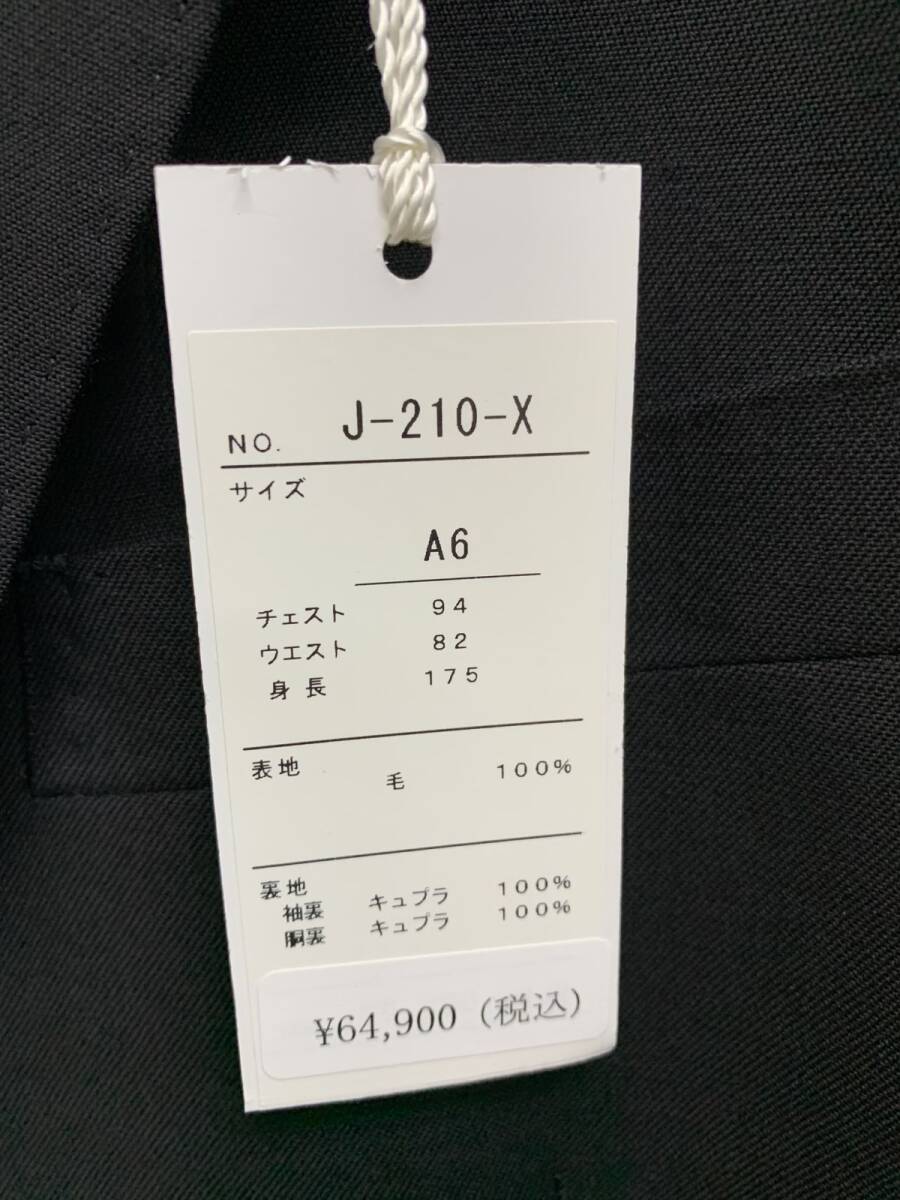 NO. J-210-X
サイズ
A6
チェスト 94
ウエスト 82
身長 175
表地 毛 100%
裏地
袖裏 キュプラ 100%
胴裏 キュプラ 100%
¥64,900 (税込)